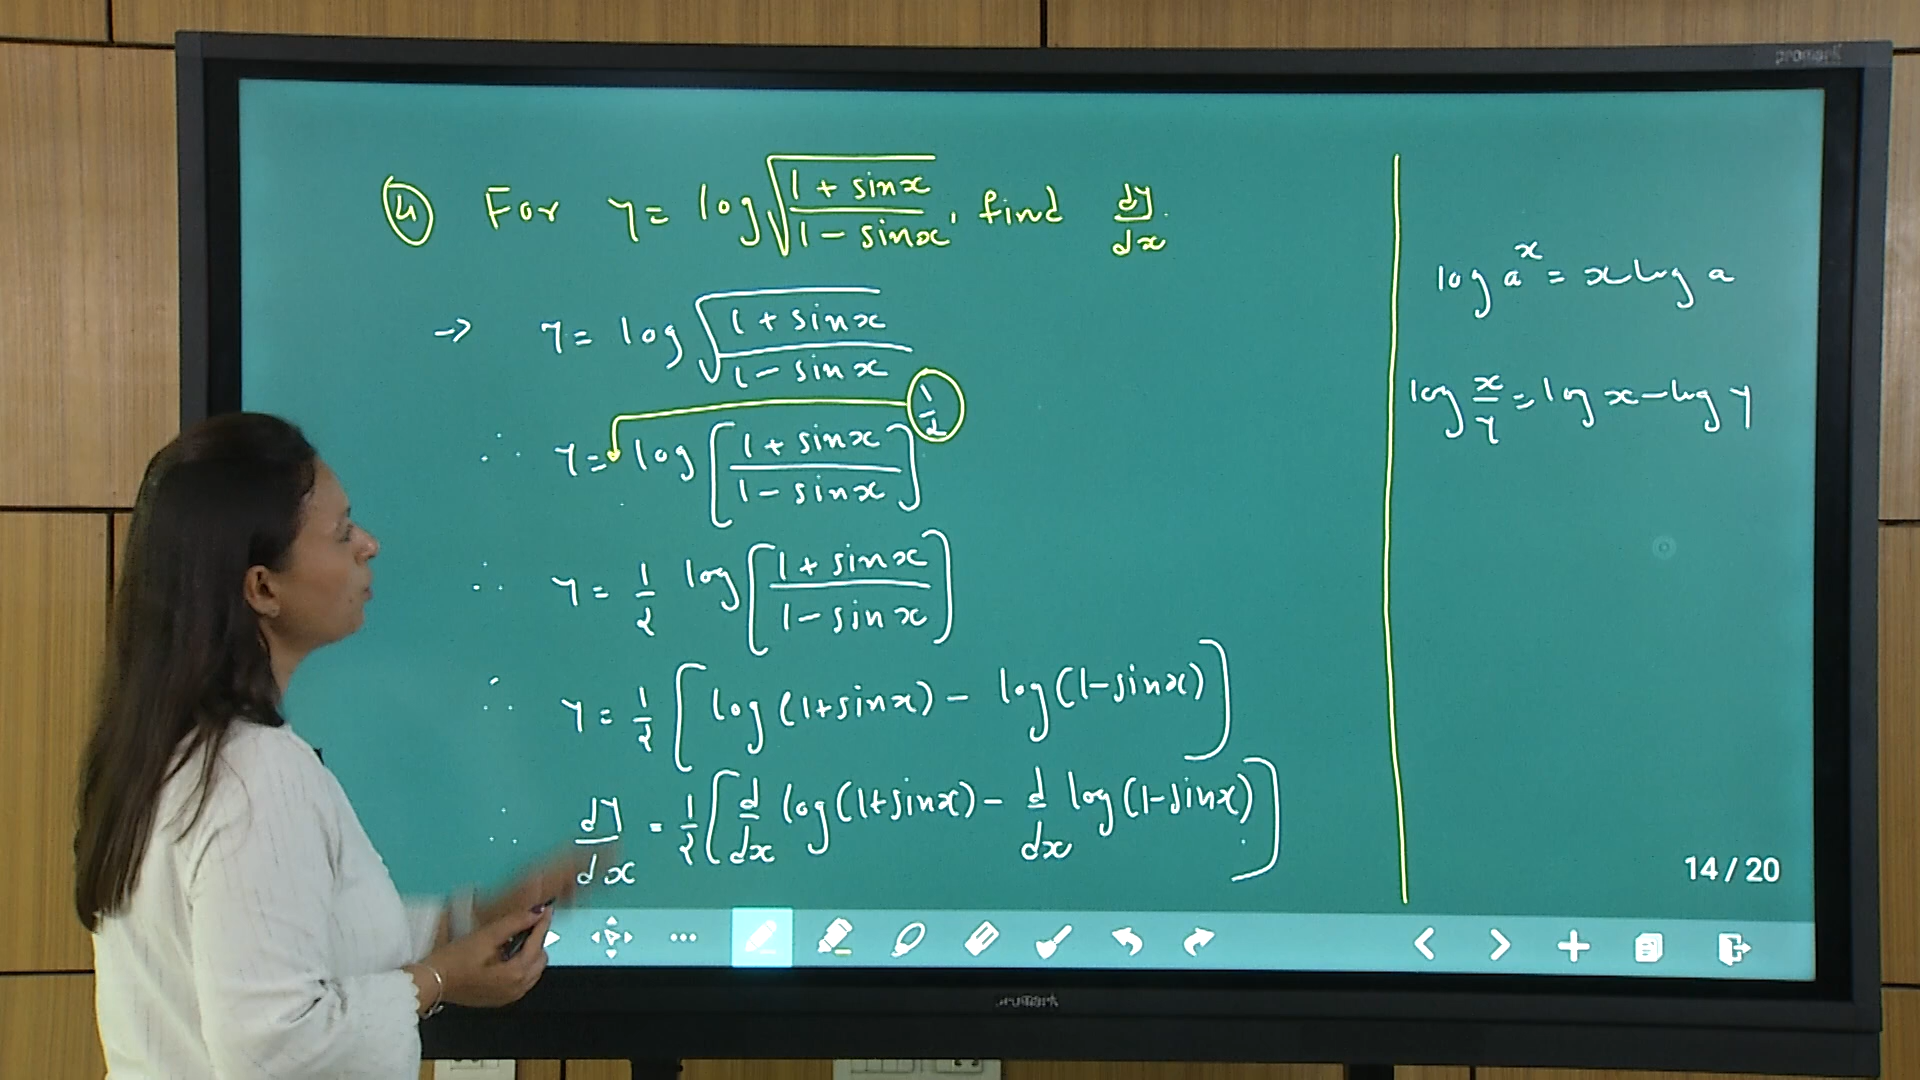 promark
(4) For y = log√((1 + sinx)/(1 - sinx)), find dy/dx.
→ y = log√((1 + sinx)/(1 - sinx))
∴ y = log[(1 + sinx)/(1 - sinx)]^(1/2)
∴ y = 1/2 log[(1 + sinx)/(1 - sinx)]
∴ y = 1/2 [log(1+sinx) - log(1-sinx)]
∴ dy/dx = 1/2 [d/dx log(1+sinx) - d/dx log(1-sinx)]
log a^x = x log a
log x/y = log x - log y
14 / 20
promark